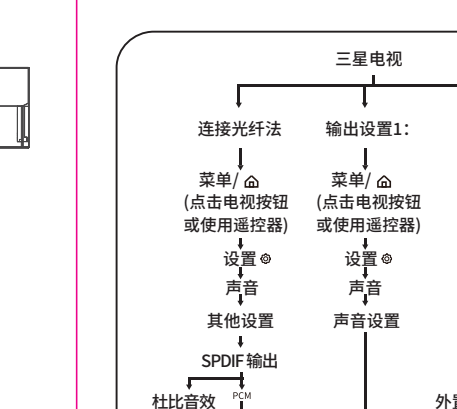 三星电视
连接光纤法
输出设置1：
菜单/
(点击电视按钮
或使用遥控器)
菜单/
(点击电视按钮
或使用遥控器)
设置
设置
声音
声音
其他设置
声音设置
SPDIF 输出
杜比音效
PCM
外